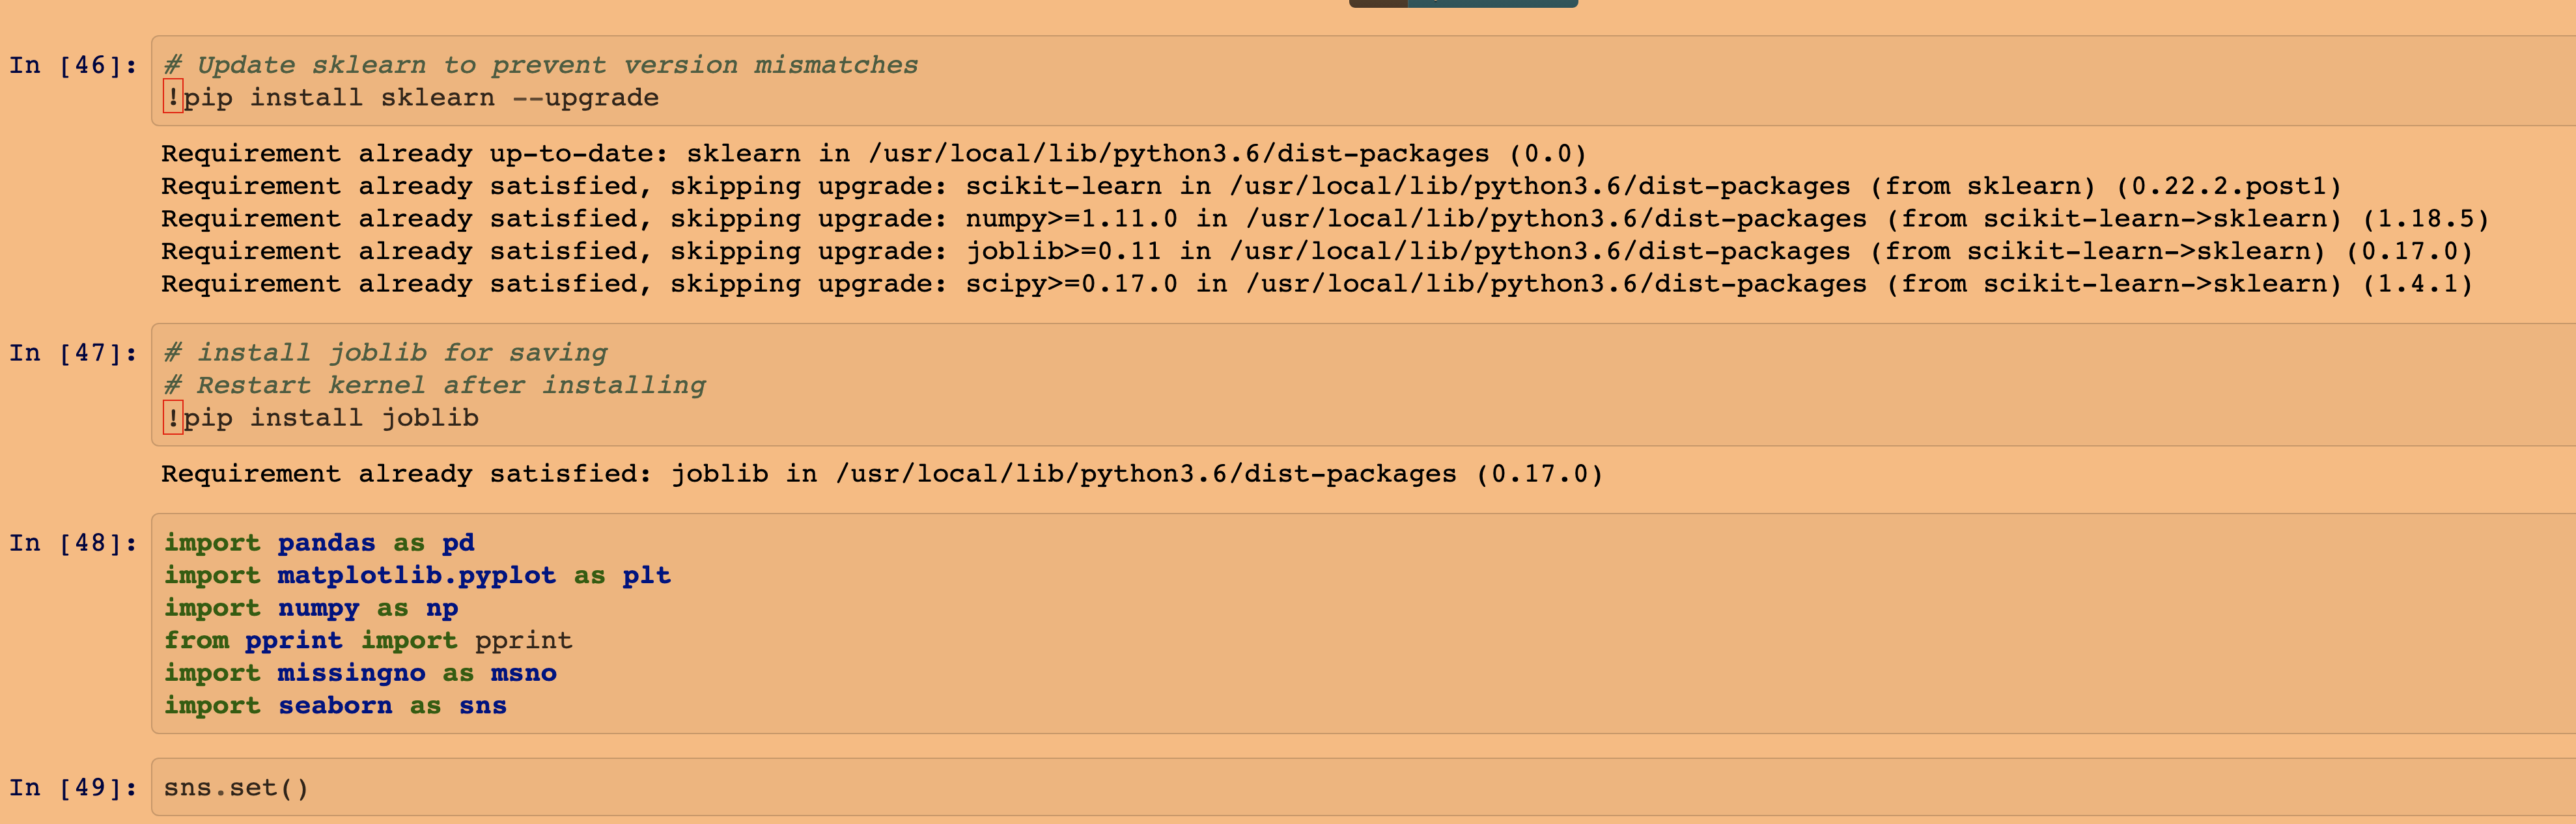 In [46]:
# Update sklearn to prevent version mismatches
!pip install sklearn --upgrade
Requirement already up-to-date: sklearn in /usr/local/lib/python3.6/dist-packages (0.0)
Requirement already satisfied, skipping upgrade: scikit-learn in /usr/local/lib/python3.6/dist-packages (from sklearn) (0.22.2.post1)
Requirement already satisfied, skipping upgrade: numpy>=1.11.0 in /usr/local/lib/python3.6/dist-packages (from scikit-learn->sklearn) (1.18.5)
Requirement already satisfied, skipping upgrade: joblib>=0.11 in /usr/local/lib/python3.6/dist-packages (from scikit-learn->sklearn) (0.17.0)
Requirement already satisfied, skipping upgrade: scipy>=0.17.0 in /usr/local/lib/python3.6/dist-packages (from scikit-learn->sklearn) (1.4.1)
In [47]:
# install joblib for saving
# Restart kernel after installing
!pip install joblib
Requirement already satisfied: joblib in /usr/local/lib/python3.6/dist-packages (0.17.0)
In [48]:
import pandas as pd
import matplotlib.pyplot as plt
import numpy as np
from pprint import pprint
import missingno as msno
import seaborn as sns
In [49]:
sns.set()